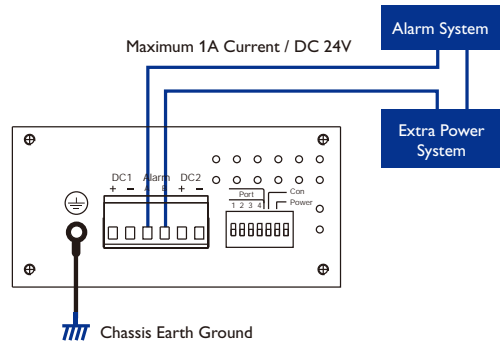 Alarm System
Maximum 1A Current / DC 24V
Extra Power
System
DC1 Alarm DC2
+ − A B + −
Port
1 2 3 4
Con
Power
Chassis Earth Ground